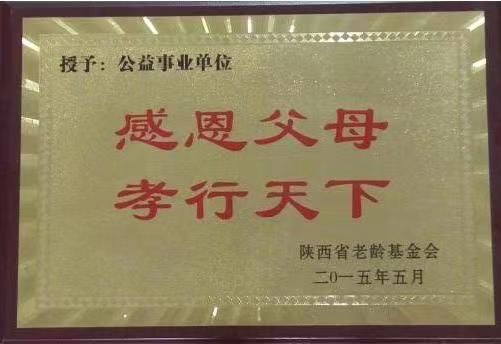 授予：公益事业单位
感恩父母
孝行天下
陕西省老龄基金会
二0一五年五月